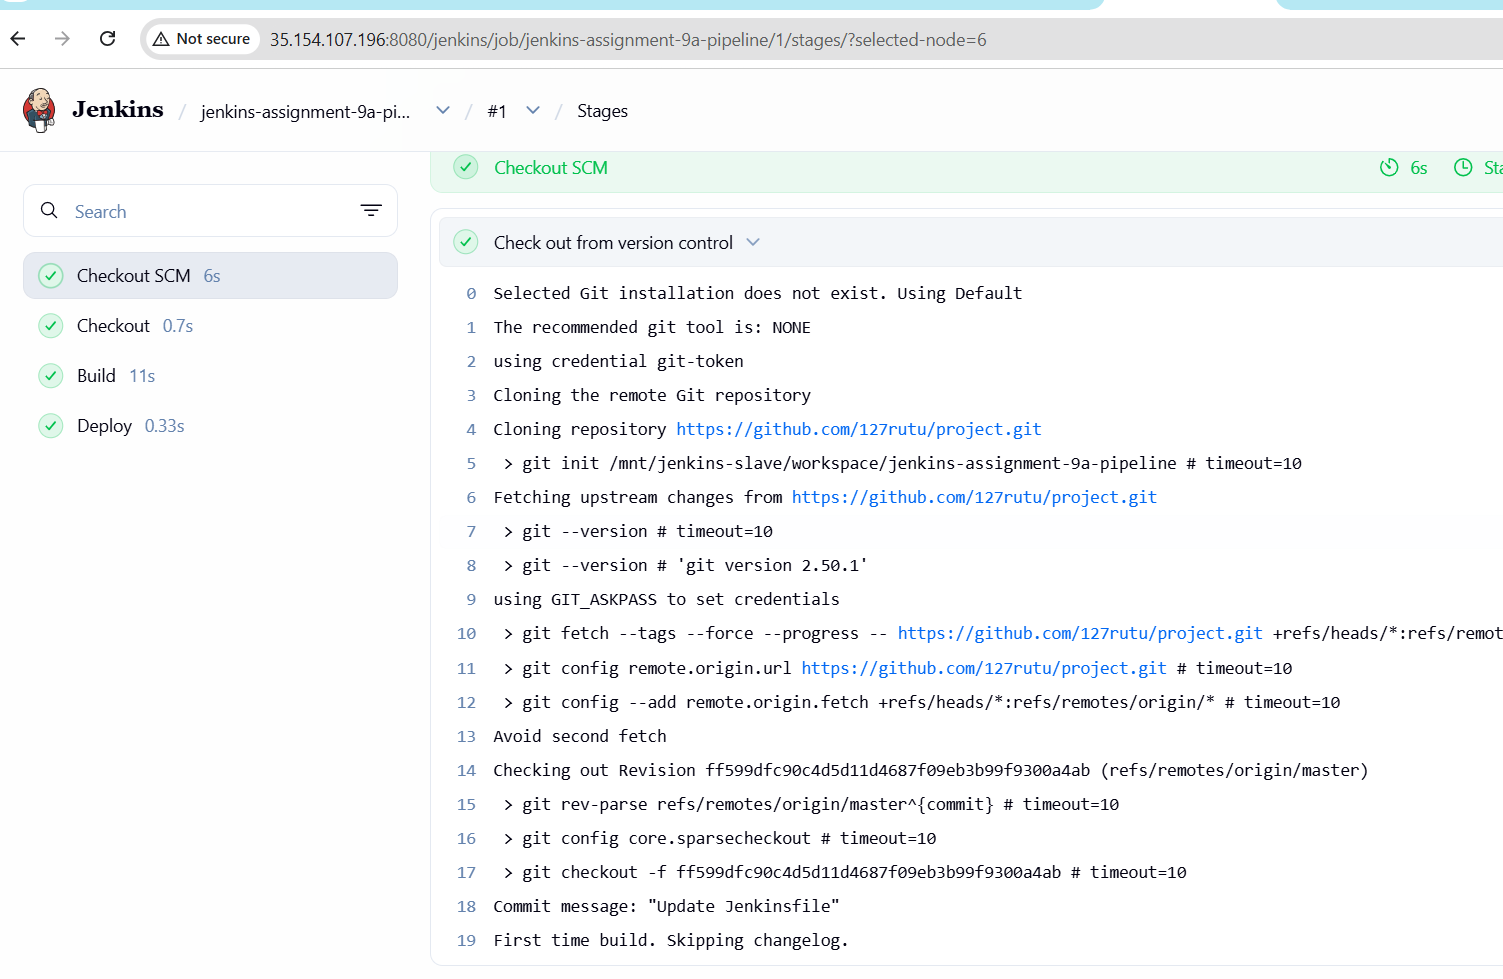 Not secure 35.154.107.196:8080/jenkins/job/jenkins-assignment-9a-pipeline/1/stages/?selected-node=6
Jenkins / jenkins-assignment-9a-pi... / #1 / Stages
Search
Checkout SCM 6s
Checkout 0.7s
Build 11s
Deploy 0.33s
Checkout SCM 6s
Check out from version control
0 Selected Git installation does not exist. Using Default
1 The recommended git tool is: NONE
2 using credential git-token
3 Cloning the remote Git repository
4 Cloning repository https://github.com/127rutu/project.git
5 > git init /mnt/jenkins-slave/workspace/jenkins-assignment-9a-pipeline # timeout=10
6 Fetching upstream changes from https://github.com/127rutu/project.git
7 > git --version # timeout=10
8 > git --version # 'git version 2.50.1'
9 using GIT_ASKPASS to set credentials
10 > git fetch --tags --force --progress -- https://github.com/127rutu/project.git +refs/heads/*:refs/remot
11 > git config remote.origin.url https://github.com/127rutu/project.git # timeout=10
12 > git config --add remote.origin.fetch +refs/heads/*:refs/remotes/origin/* # timeout=10
13 Avoid second fetch
14 Checking out Revision ff599dfc90c4d5d11d4687f09eb3b99f9300a4ab (refs/remotes/origin/master)
15 > git rev-parse refs/remotes/origin/master^{commit} # timeout=10
16 > git config core.sparsecheckout # timeout=10
17 > git checkout -f ff599dfc90c4d5d11d4687f09eb3b99f9300a4ab # timeout=10
18 Commit message: "Update Jenkinsfile"
19 First time build. Skipping changelog.